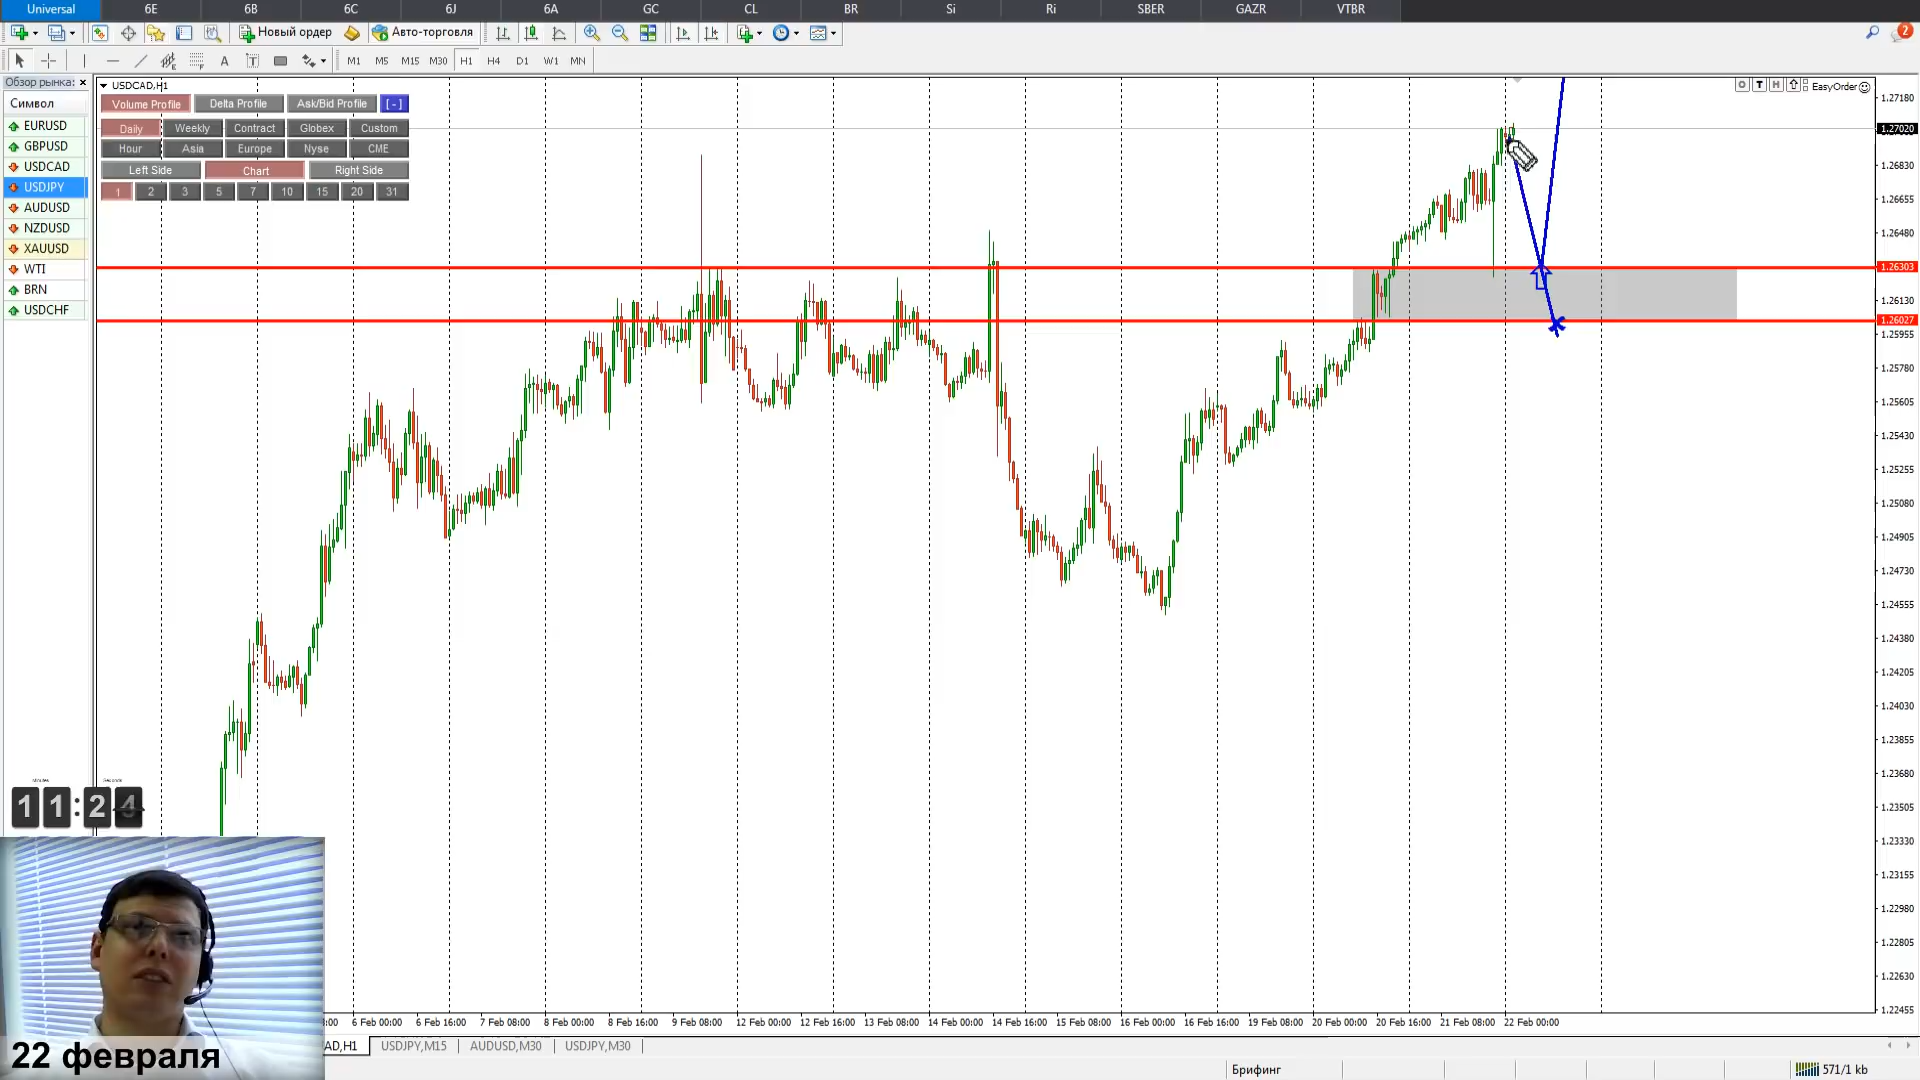 Universal 6E 6B 6C 6J 6A GC CL BR Si Ri SBER GAZR VTBR
Новый ордер Авто-торговля 2
A T M1 M5 M15 M30 H1 H4 D1 W1 MN
Обзор рынка: ×
Символ
EURUSD
GBPUSD
USDCAD
USDJPY
AUDUSD
NZDUSD
XAUUSD
WTI
BRN
USDCHF
USDCAD,H1
Volume Profile Delta Profile Ask/Bid Profile [-]
Daily Weekly Contract Globex Custom
Hour Asia Europe Nyse CME
Left Side Chart Right Side
1 2 3 5 7 10 15 20 31
T H EasyOrder
1.27180
1.27020
1.26830
1.26655
1.26480
1.26303
1.26130
1.26027
1.25955
1.25780
1.25605
1.25430
1.25255
1.25080
1.24905
1.24730
1.24555
1.24380
1.24205
1.24030
1.23855
1.23680
1.23505
1.23330
1.23155
1.22980
1.22805
1.22630
1.22455
11:24
6 Feb 00:00 6 Feb 16:00 7 Feb 08:00 8 Feb 00:00 8 Feb 16:00 9 Feb 08:00 12 Feb 00:00 12 Feb 16:00 13 Feb 08:00 14 Feb 00:00 14 Feb 16:00 15 Feb 08:00 16 Feb 00:00 16 Feb 16:00 19 Feb 08:00 20 Feb 00:00 20 Feb 16:00 21 Feb 08:00 22 Feb 00:00
AD,H1 USDJPY,M15 AUDUSD,M30 USDJPY,M30
22 февраля
Брифинг 571/1 kb